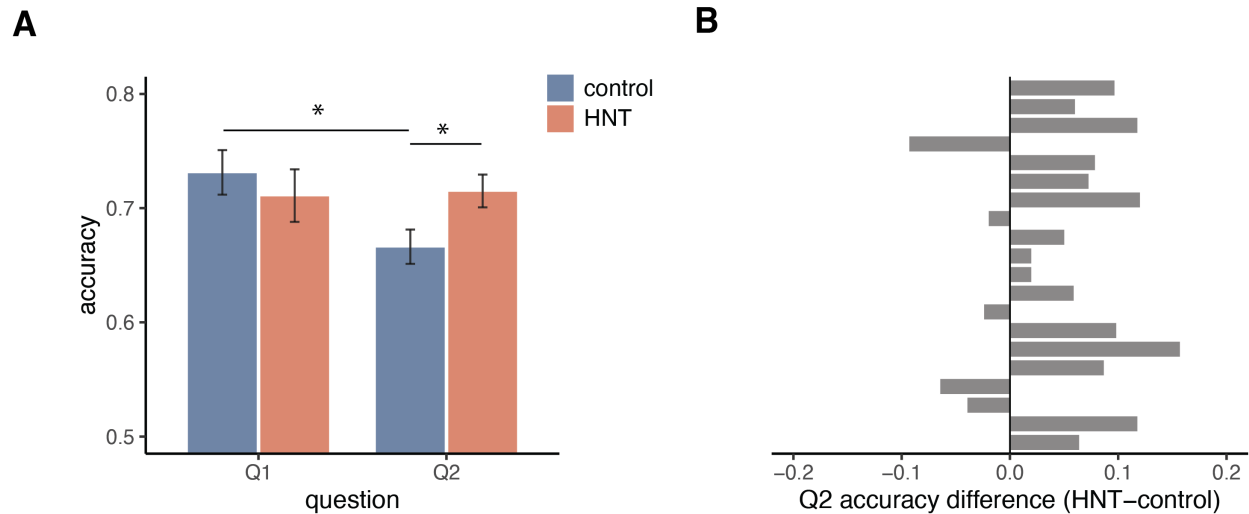 A
B
control
HNT
0.8
0.7
0.6
0.5
*
*
accuracy
Q1
Q2
question
−0.2
−0.1
0.0
0.1
0.2
Q2 accuracy difference (HNT−control)